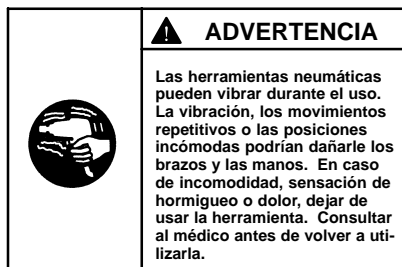 ADVERTENCIA
Las herramientas neumáticas
pueden vibrar durante el uso.
La vibración, los movimientos
repetitivos o las posiciones
incómodas podrían dañarle los
brazos y las manos.  En caso
de incomodidad, sensación de
hormigueo o dolor, dejar de
usar la herramienta.  Consultar
al médico antes de volver a uti-
lizarla.